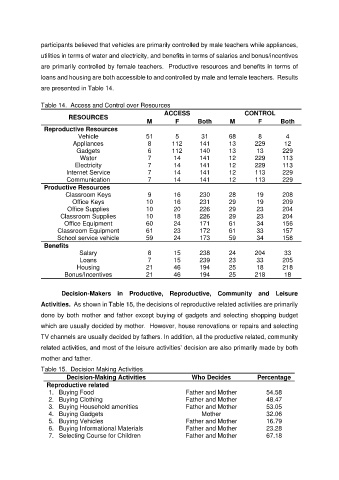 participants believed that vehicles are primarily controlled by male teachers while appliances,
utilities in terms of water and electricity, and benefits in terms of salaries and bonus/incentives
are primarily controlled by female teachers. Productive resources and benefits in terms of
loans and housing are both accessible to and controlled by male and female teachers. Results
are presented in Table 14.
Table 14. Access and Control over Resources
RESOURCES ACCESS CONTROL
M F Both M F Both
Reproductive Resources
Vehicle 51 5 31 68 8 4
Appliances 8 112 141 13 229 12
Gadgets 6 112 140 13 13 229
Water 7 14 141 12 229 113
Electricity 7 14 141 12 229 113
Internet Service 7 14 141 12 113 229
Communication 7 14 141 12 113 229
Productive Resources
Classroom Keys 9 16 230 28 19 208
Office Keys 10 16 231 29 19 209
Office Supplies 10 20 226 29 23 204
Classroom Supplies 10 18 226 29 23 204
Office Equipment 60 24 171 61 34 156
Classroom Equipment 61 23 172 61 33 157
School service vehicle 59 24 173 59 34 158
Benefits
Salary 8 15 238 24 204 33
Loans 7 15 239 23 33 205
Housing 21 46 194 25 18 218
Bonus/Incentives 21 46 194 25 218 18
Decision-Makers in Productive, Reproductive, Community and Leisure
Activities. As shown in Table 15, the decisions of reproductive related activities are primarily
done by both mother and father except buying of gadgets and selecting shopping budget
which are usually decided by mother. However, house renovations or repairs and selecting
TV channels are usually decided by fathers. In addition, all the productive related, community
related activities, and most of the leisure activities' decision are also primarily made by both
mother and father.
Table 15. Decision Making Activities
Decision-Making Activities Who Decides Percentage
Reproductive related
1. Buying Food Father and Mother 54.58
2. Buying Clothing Father and Mother 48.47
3. Buying Household amenities Father and Mother 53.05
4. Buying Gadgets Mother 32.06
5. Buying Vehicles Father and Mother 16.79
6. Buying Informational Materials Father and Mother 23.28
7. Selecting Course for Children Father and Mother 67.18